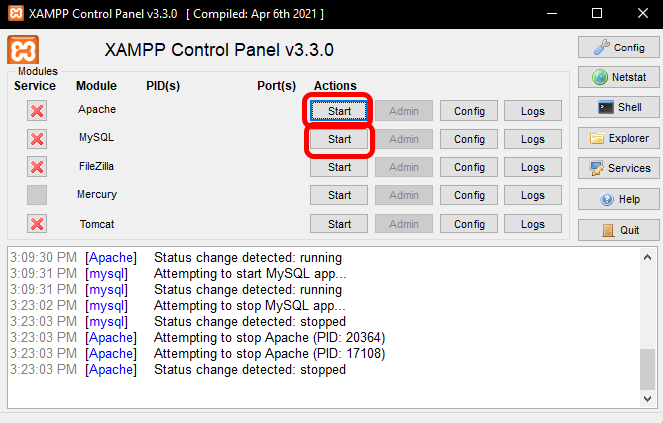 XAMPP Control Panel v3.3.0 [ Compiled: Apr 6th 2021 ]
XAMPP Control Panel v3.3.0
Config
Modules
Netstat
Service Module PID(s) Port(s) Actions
Apache Start Admin Config Logs
Shell
MySQL Start Admin Config Logs
Explorer
FileZilla Start Admin Config Logs
Services
Mercury Start Admin Config Logs
Help
Tomcat Start Admin Config Logs
Quit
3:09:30 PM [Apache] Status change detected: running
3:09:31 PM [mysql] Attempting to start MySQL app...
3:09:31 PM [mysql] Status change detected: running
3:23:02 PM [mysql] Attempting to stop MySQL app...
3:23:03 PM [mysql] Status change detected: stopped
3:23:03 PM [Apache] Attempting to stop Apache (PID: 20364)
3:23:03 PM [Apache] Attempting to stop Apache (PID: 17108)
3:23:03 PM [Apache] Status change detected: stopped